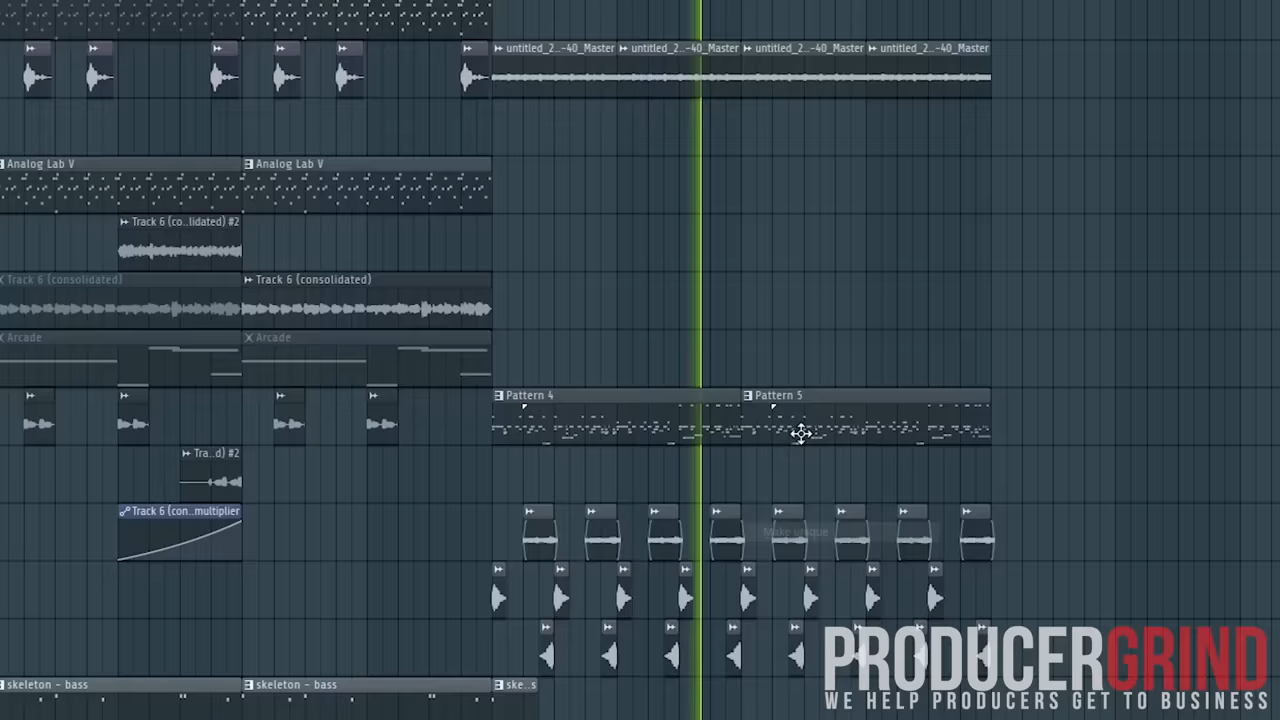 untitled_2..-40_Master untitled_2..-40_Master untitled_2..-40_Master untitled_2..-40_Master
Analog Lab V Analog Lab V
Track 6 (co..lidated) #2
Track 6 (consolidated) Track 6 (consolidated)
Arcade Arcade
Pattern 4 Pattern 5
Tra..d) #2
Track 6 (con..multiplier
Make unique
skeleton - bass skeleton - bass ske..s
PRODUCERGRIND
WE HELP PRODUCERS GET TO BUSINESS